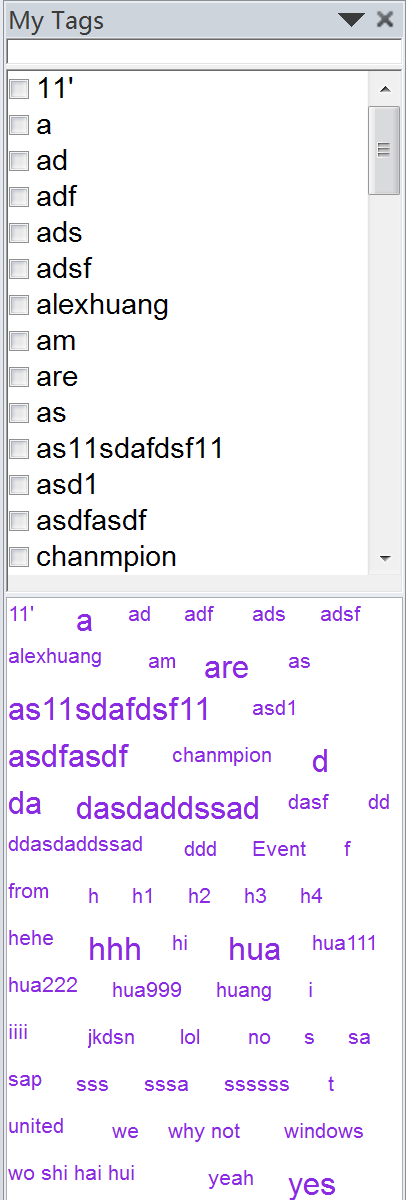 My Tags
11'
a
ad
adf
ads
adsf
alexhuang
am
are
as
as11sdafdsf11
asd1
asdfasdf
chanmpion
11' a ad adf ads adsf
alexhuang am are as
as11sdafdsf11 asd1
asdfasdf chanmpion d
da dasdaddssad dasf dd
ddasdaddssad ddd Event f
from h h1 h2 h3 h4
hehe hhh hi hua hua111
hua222 hua999 huang i
iiii jkdsn lol no s sa
sap sss sssa ssssss t
united we why not windows
wo shi hai hui yeah yes